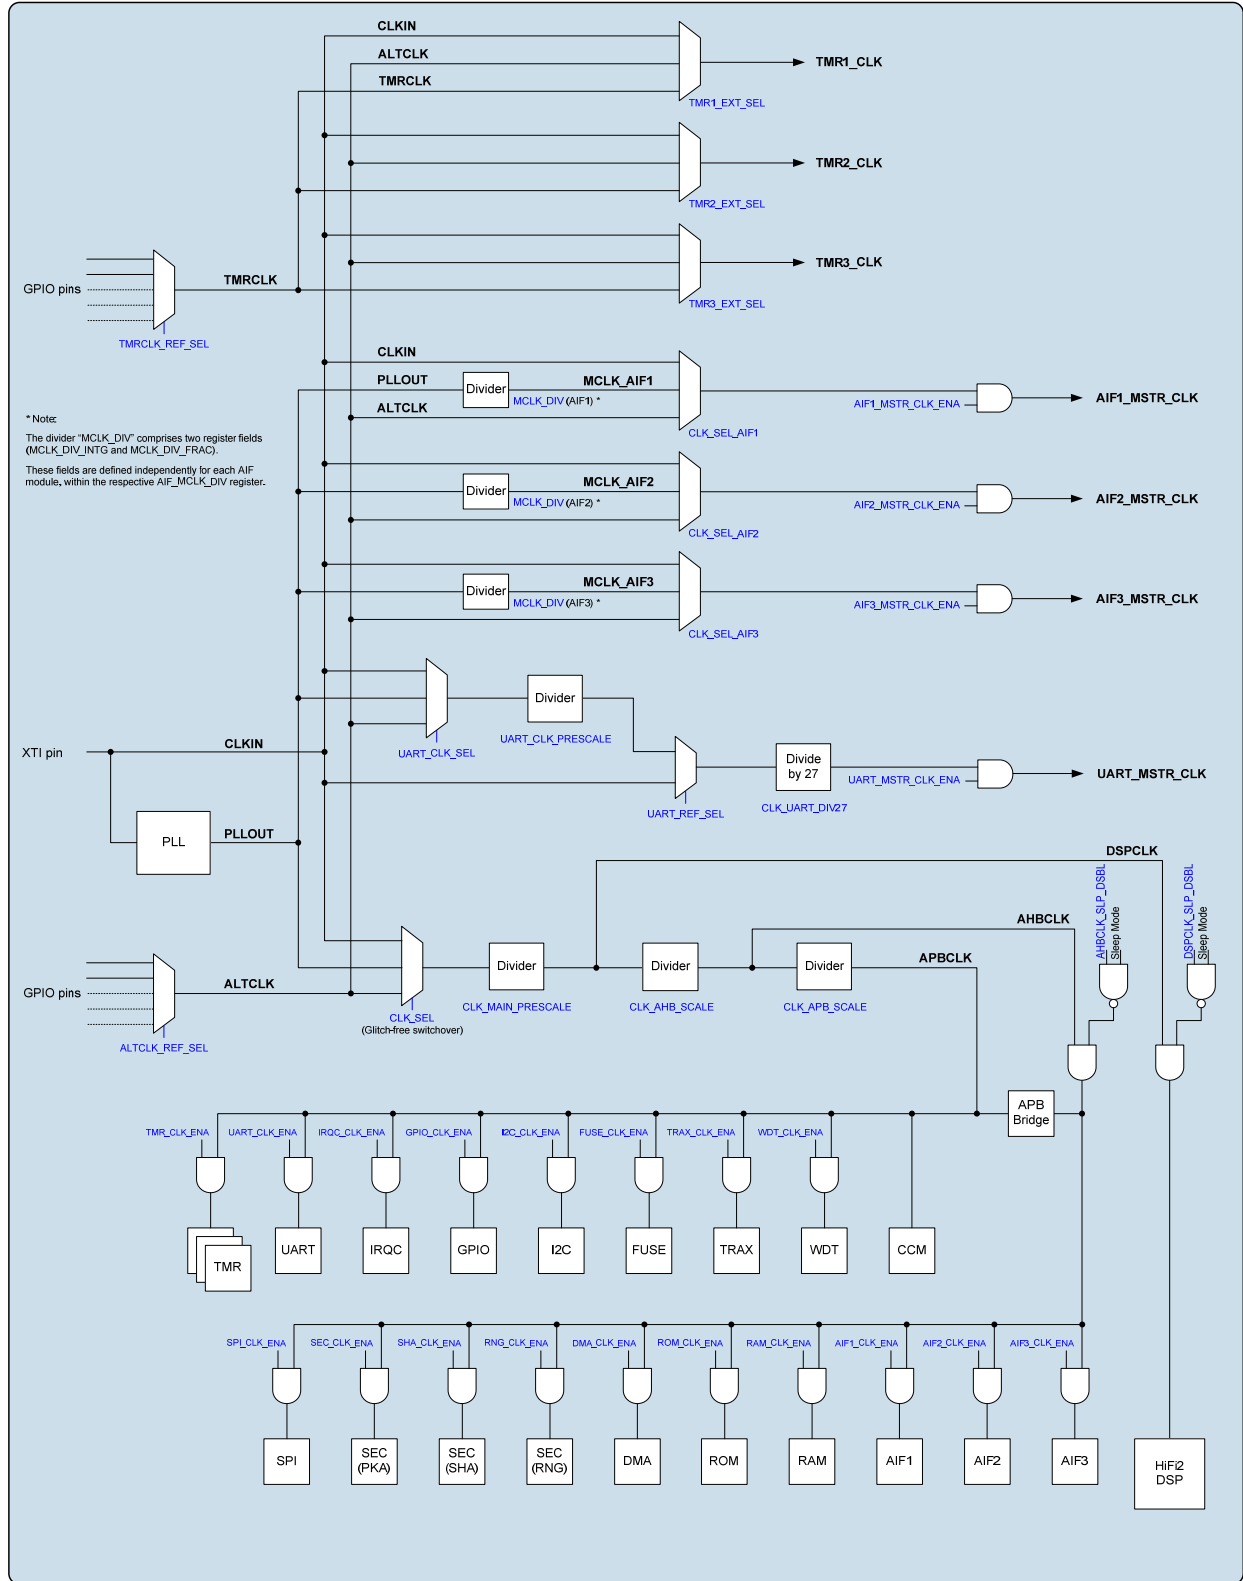 CLKIN
ALTCLK
TMR1_CLK
TMRCLK
TMR1_EXT_SEL
TMR2_CLK
TMR2_EXT_SEL
TMR3_CLK
TMRCLK
GPIO pins
TMR3_EXT_SEL
TMRCLK_REF_SEL
CLKIN
PLLOUT
Divider
MCLK_AIF1
MCLK_DIV (AIF1) *
AIF1_MSTR_CLK_ENA
AIF1_MSTR_CLK
ALTCLK
CLK_SEL_AIF1
* Note:
The divider "MCLK_DIV" comprises two register fields
(MCLK_DIV_INTG and MCLK_DIV_FRAC).
These fields are defined independently for each AIF
module, within the respective AIF_MCLK_DIV register.
Divider
MCLK_AIF2
MCLK_DIV (AIF2) *
AIF2_MSTR_CLK_ENA
AIF2_MSTR_CLK
CLK_SEL_AIF2
Divider
MCLK_AIF3
MCLK_DIV (AIF3) *
AIF3_MSTR_CLK_ENA
AIF3_MSTR_CLK
CLK_SEL_AIF3
Divider
UART_CLK_PRESCALE
UART_CLK_SEL
XTI pin
CLKIN
Divide
by 27
UART_MSTR_CLK_ENA
UART_MSTR_CLK
UART_REF_SEL
CLK_UART_DIV27
PLL
PLLOUT
DSPCLK
AHBCLK_SLP_DSBL
Sleep Mode
DSPCLK_SLP_DSBL
Sleep Mode
AHBCLK
APBCLK
Divider
Divider
Divider
GPIO pins
ALTCLK
CLK_MAIN_PRESCALE
CLK_AHB_SCALE
CLK_APB_SCALE
CLK_SEL
(Glitch-free switchover)
ALTCLK_REF_SEL
APB
Bridge
TMR_CLK_ENA
UART_CLK_ENA
IRQC_CLK_ENA
GPIO_CLK_ENA
I2C_CLK_ENA
FUSE_CLK_ENA
TRAX_CLK_ENA
WDT_CLK_ENA
TMR
UART
IRQC
GPIO
I2C
FUSE
TRAX
WDT
CCM
SPI_CLK_ENA
SEC_CLK_ENA
SHA_CLK_ENA
RNG_CLK_ENA
DMA_CLK_ENA
ROM_CLK_ENA
RAM_CLK_ENA
AIF1_CLK_ENA
AIF2_CLK_ENA
AIF3_CLK_ENA
SPI
SEC
(PKA)
SEC
(SHA)
SEC
(RNG)
DMA
ROM
RAM
AIF1
AIF2
AIF3
HiFi2
DSP